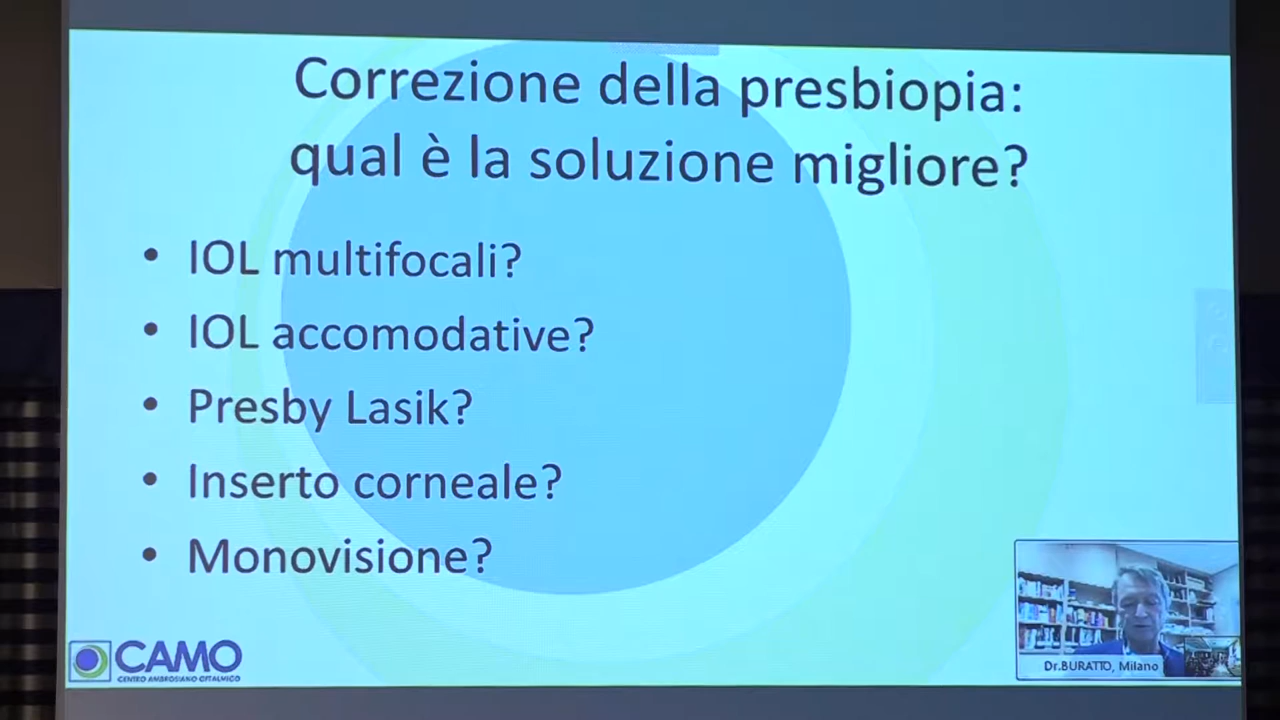 Correzione della presbiopia:
qual è la soluzione migliore?
• IOL multifocali?
• IOL accomodative?
• Presby Lasik?
• Inserto corneale?
• Monovisione?
CAMO
CENTRO AMBROSIANO OFTALMICO
Dr.BURATTO, Milano